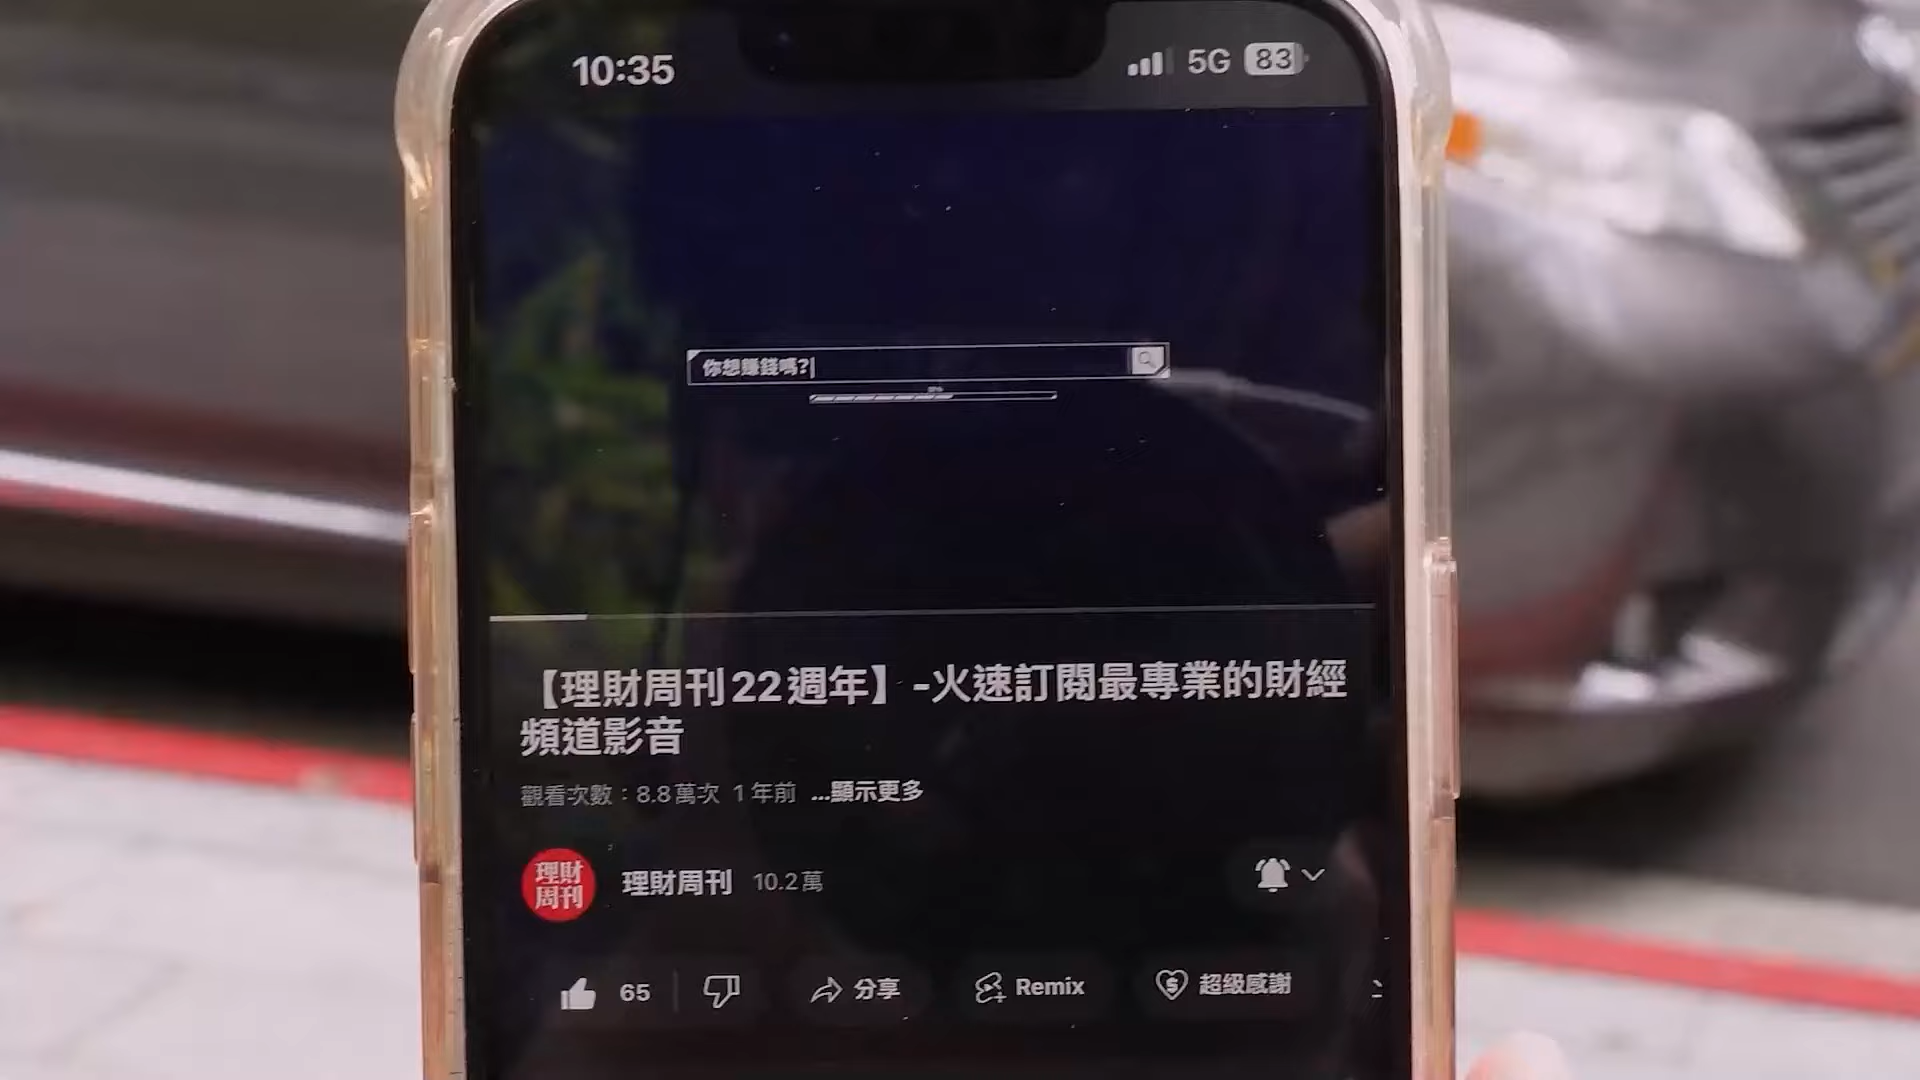 10:35
5G 83
你想賺錢嗎?
【理財周刊22週年】-火速訂閱最專業的財經
頻道影音
觀看次數：8.8萬次 1年前 ...顯示更多
理財
周刊
理財周刊 10.2萬
65 分享 Remix 超級感謝